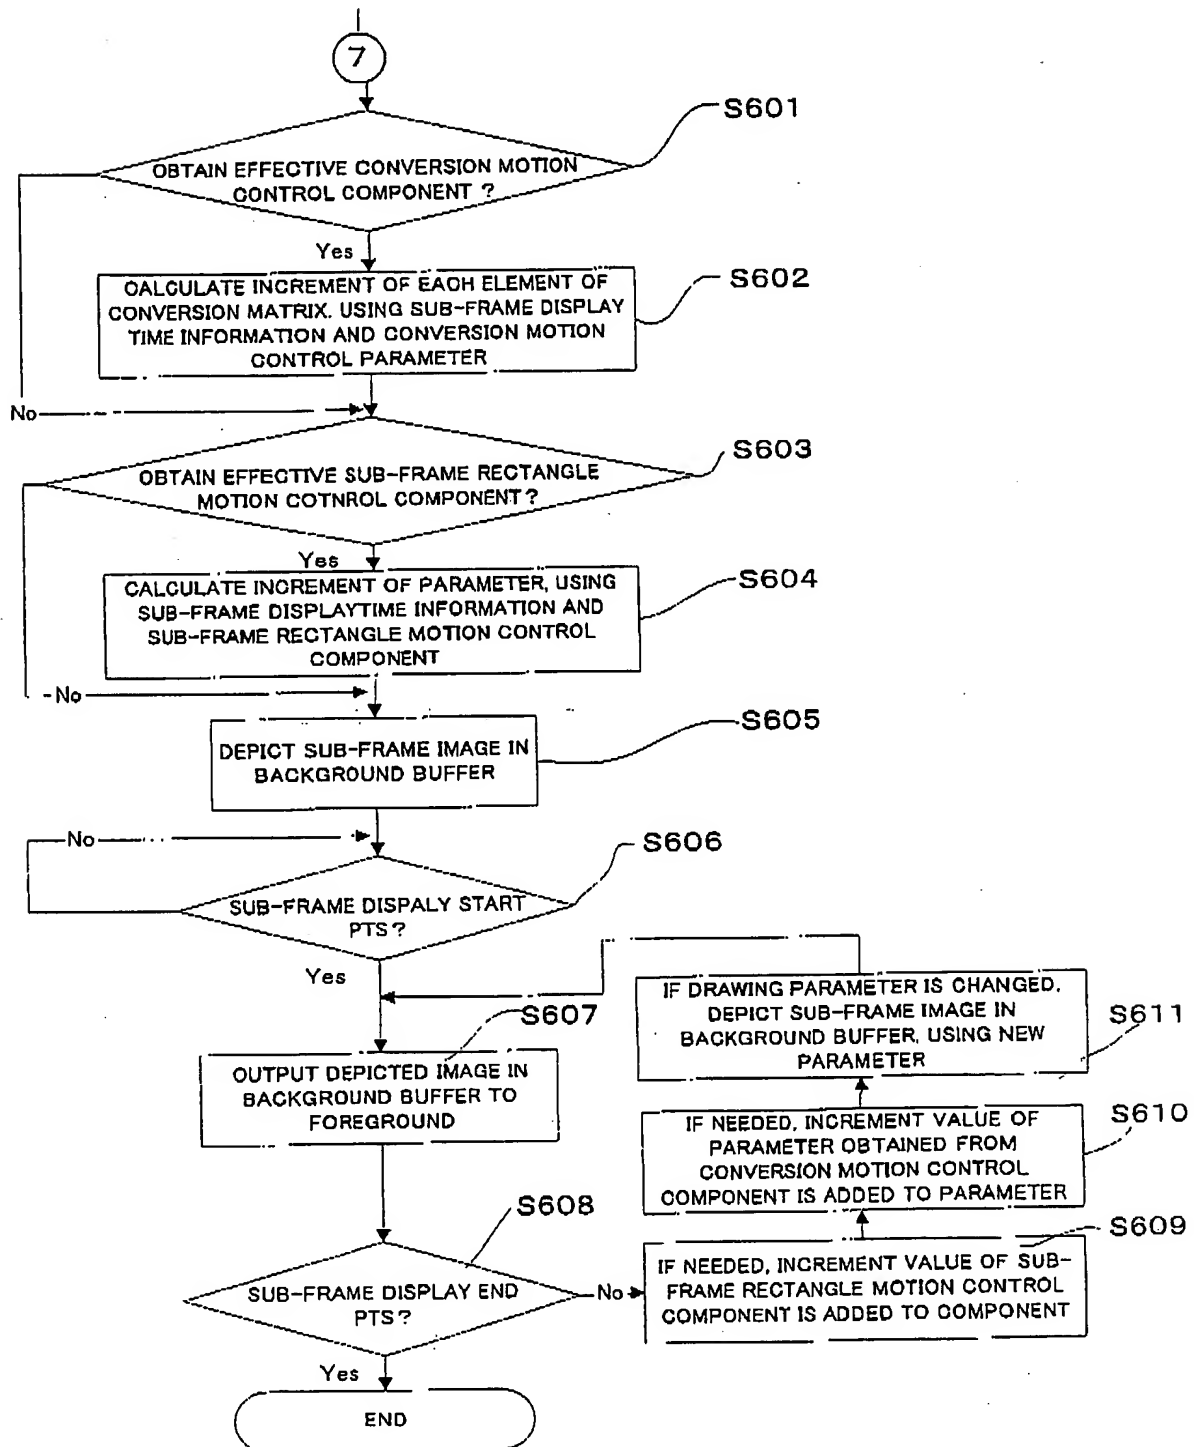 7
S601
OBTAIN EFFECTIVE CONVERSION MOTION
CONTROL COMPONENT ?
Yes
S602
CALCULATE INCREMENT OF EACH ELEMENT OF
CONVERSION MATRIX. USING SUB-FRAME DISPLAY
TIME INFORMATION AND CONVERSION MOTION
CONTROL PARAMETER
No
S603
OBTAIN EFFECTIVE SUB-FRAME RECTANGLE
MOTION COTNROL COMPONENT?
Yes
S604
CALCULATE INCREMENT OF PARAMETER, USING
SUB-FRAME DISPLAYTIME INFORMATION AND
SUB-FRAME RECTANGLE MOTION CONTROL
COMPONENT
No
S605
DEPICT SUB-FRAME IMAGE IN
BACKGROUND BUFFER
No
S606
SUB-FRAME DISPALY START
PTS?
Yes
S607
OUTPUT DEPICTED IMAGE IN
BACKGROUND BUFFER TO
FOREGROUND
S608
SUB-FRAME DISPLAY END
PTS?
No
Yes
END
S609
IF NEEDED, INCREMENT VALUE OF SUB-
FRAME RECTANGLE MOTION CONTROL
COMPONENT IS ADDED TO COMPONENT
S610
IF NEEDED, INCREMENT VALUE OF
PARAMETER OBTAINED FROM
CONVERSION MOTION CONTROL
COMPONENT IS ADDED TO PARAMETER
S611
IF DRAWING PARAMETER IS CHANGED,
DEPICT SUB-FRAME IMAGE IN
BACKGROUND BUFFER, USING NEW
PARAMETER